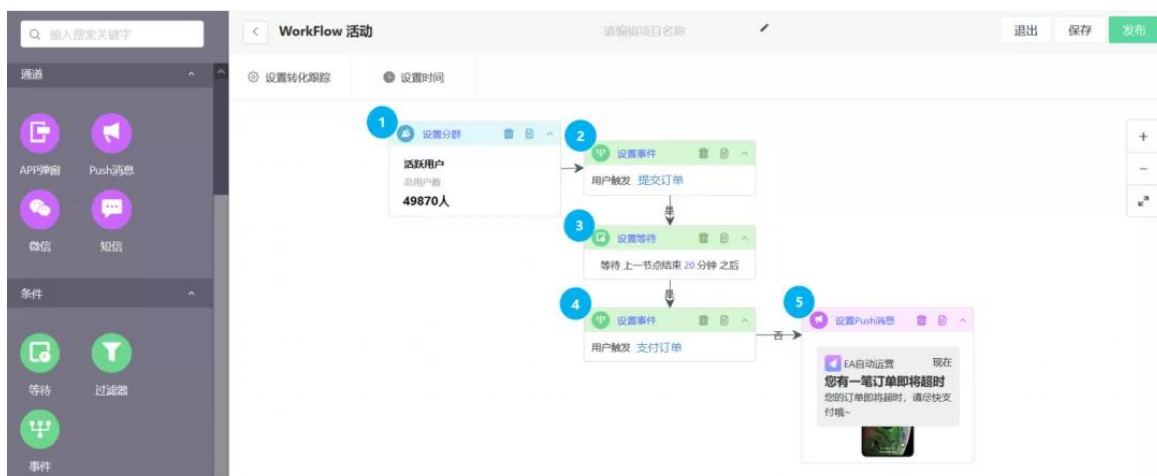 输入搜索关键字
WorkFlow 活动
请编辑项目名称
退出
保存
发布
通道
设置转化跟踪
设置时间
APP弹窗
Push消息
微信
短信
条件
等待
过滤器
事件
1
设置分群
活跃用户
总用户数
49870人
2
设置事件
用户触发 提交订单
是
3
设置等待
等待 上一节点结束 20 分钟 之后
是
4
设置事件
用户触发 支付订单
否
5
设置Push消息
EA自动运营 现在
您有一笔订单即将超时
您的订单即将超时，请尽快支
付哦~